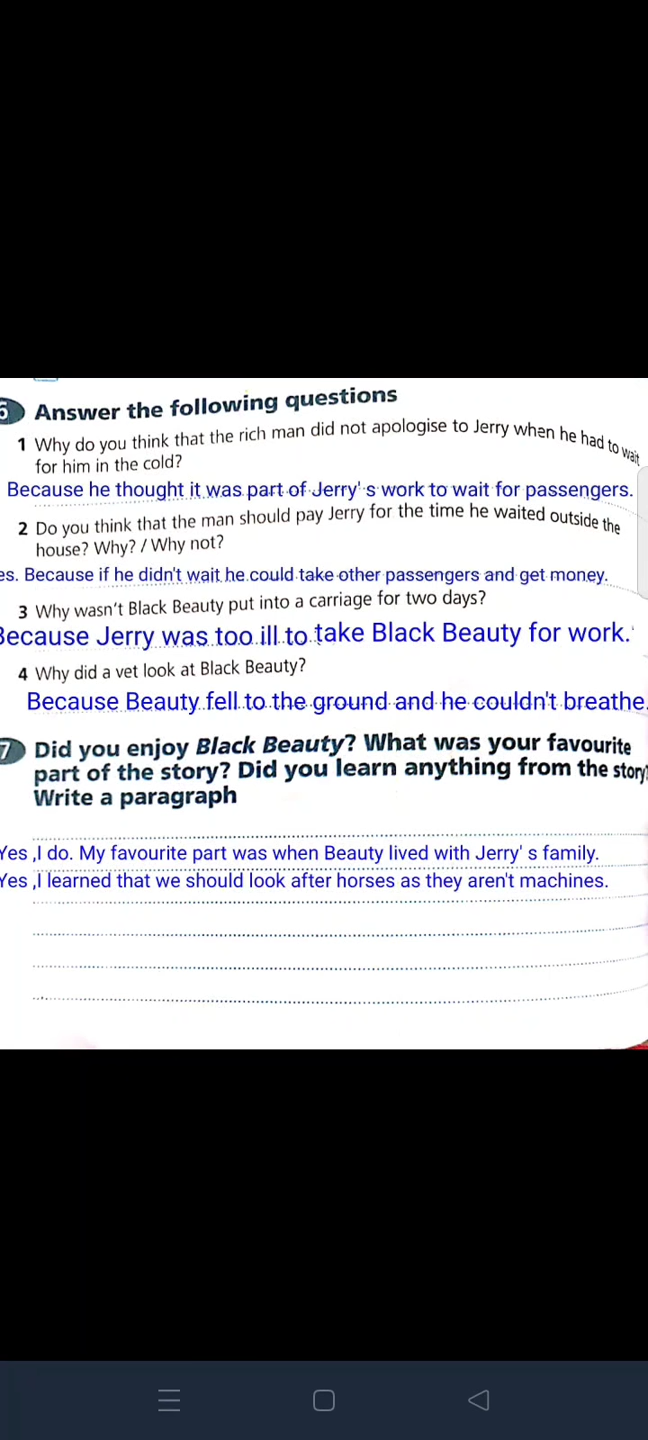 Answer the following questions
1 Why do you think that the rich man did not apologise to Jerry when he had to wait
for him in the cold?
Because he thought it was part of Jerry's work to wait for passengers.
2 Do you think that the man should pay Jerry for the time he waited outside the
house? Why? / Why not?
es. Because if he didn't wait he could take other passengers and get money.
3 Why wasn't Black Beauty put into a carriage for two days?
Because Jerry was too ill to take Black Beauty for work.
4 Why did a vet look at Black Beauty?
Because Beauty fell to the ground and he couldn't breathe.
7 Did you enjoy Black Beauty? What was your favourite
part of the story? Did you learn anything from the story?
Write a paragraph
Yes ,I do. My favourite part was when Beauty lived with Jerry' s family.
Yes ,I learned that we should look after horses as they aren't machines.